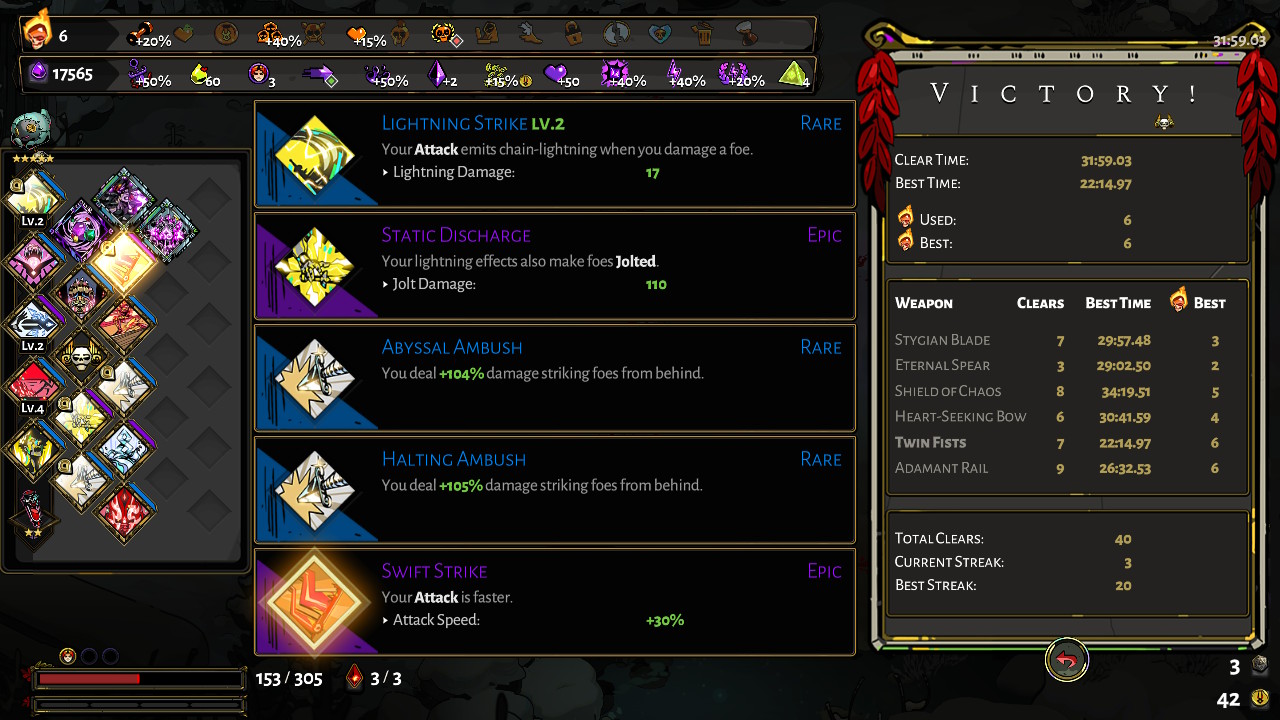 6
+20%
+40%
+15%
31:59.03
17565
+50%
60
3
+50%
+2
+15%
+50
+40%
+40%
+20%
4
VICTORY!
LIGHTNING STRIKE LV.2
RARE
Your Attack emits chain-lightning when you damage a foe.
‣ Lightning Damage: 17
STATIC DISCHARGE
EPIC
Your lightning effects also make foes Jolted.
‣ Jolt Damage: 110
ABYSSAL AMBUSH
RARE
You deal +104% damage striking foes from behind.
HALTING AMBUSH
RARE
You deal +105% damage striking foes from behind.
SWIFT STRIKE
EPIC
Your Attack is faster.
‣ Attack Speed: +30%
Lv.2
Lv.2
Lv.4
153 / 305
3 / 3
CLEAR TIME: 31:59.03
BEST TIME: 22:14.97
USED: 6
BEST: 6
WEAPON CLEARS BEST TIME BEST
STYGIAN BLADE 7 29:57.48 3
ETERNAL SPEAR 3 29:02.50 2
SHIELD OF CHAOS 8 34:19.51 5
HEART-SEEKING BOW 6 30:41.59 4
TWIN FISTS 7 22:14.97 6
ADAMANT RAIL 9 26:32.53 6
TOTAL CLEARS: 40
CURRENT STREAK: 3
BEST STREAK: 20
3
42